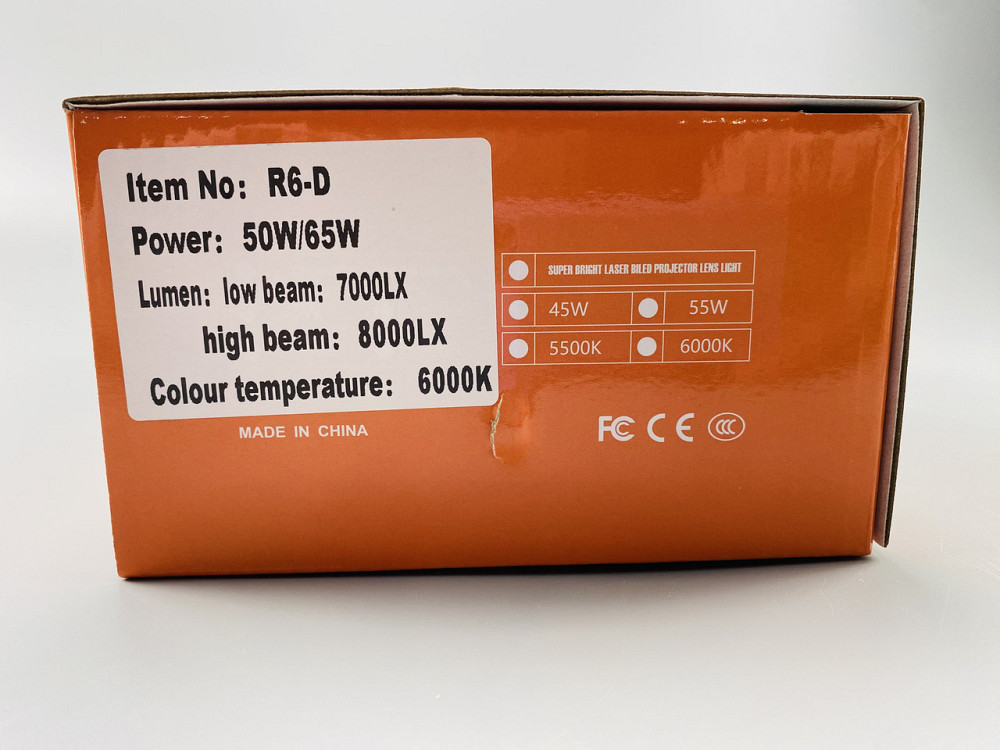 Item No: R6-D
Power: 50W/65W
Lumen: low beam: 7000LX
high beam: 8000LX
Colour temperature: 6000K
MADE IN CHINA
SUPER BRIGHT LASER BILED PROJECTOR LENS LIGHT
45W 55W
5500K 6000K
FC CE CCC